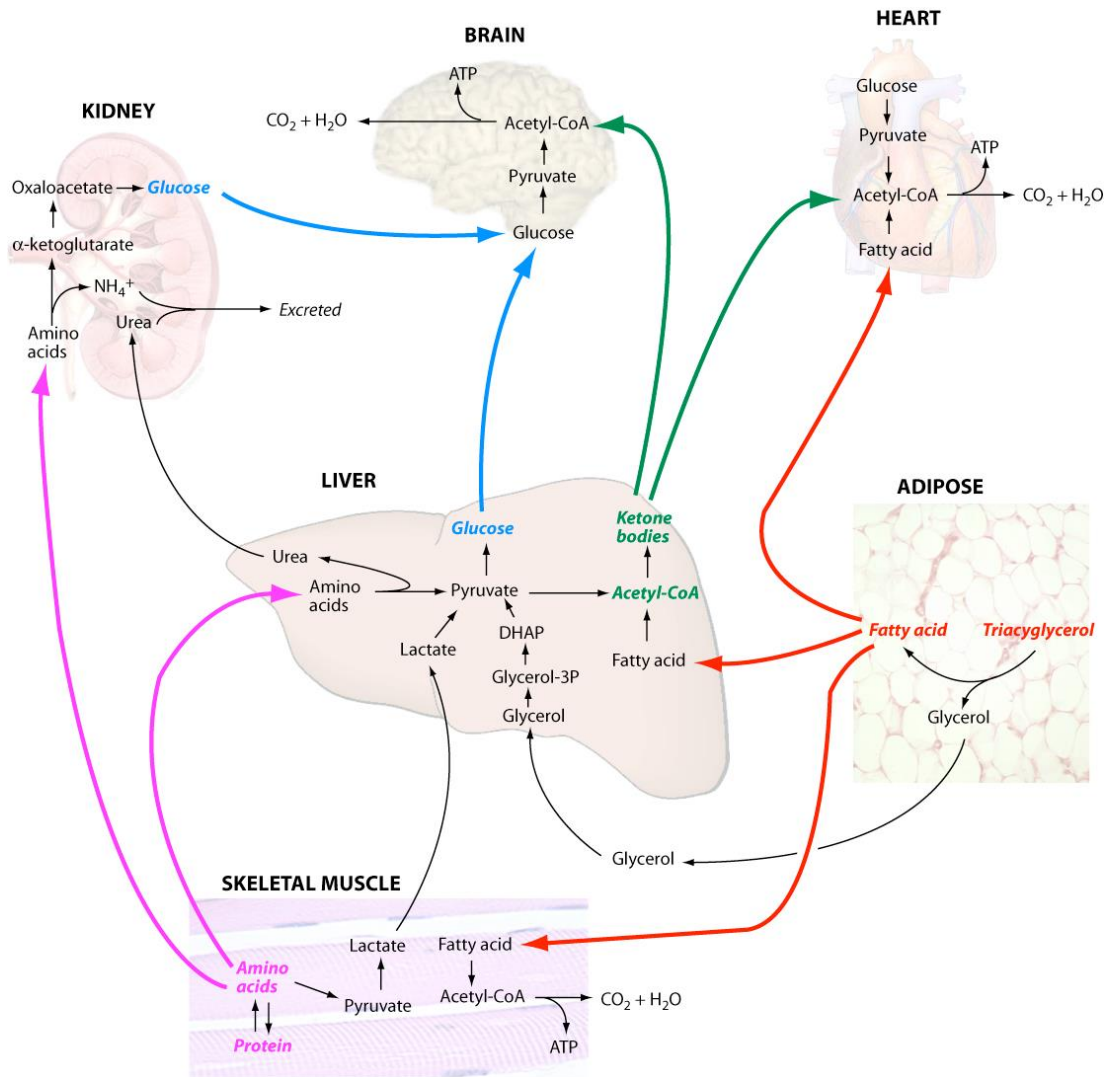 HEART
BRAIN
ATP
Glucose
KIDNEY
CO₂ + H₂O
Acetyl-CoA
Pyruvate
ATP
Oxaloacetate
Glucose
Pyruvate
Acetyl-CoA
CO₂ + H₂O
α-ketoglutarate
Glucose
Fatty acid
NH₄⁺
Urea
Excreted
Amino
acids
LIVER
ADIPOSE
Glucose
Ketone
bodies
Urea
Amino
acids
Pyruvate
Acetyl-CoA
DHAP
Lactate
Fatty acid
Glycerol-3P
Glycerol
Fatty acid
Triacyglycerol
Glycerol
Glycerol
SKELETAL MUSCLE
Lactate
Fatty acid
Amino
acids
Pyruvate
Acetyl-CoA
CO₂ + H₂O
Protein
ATP